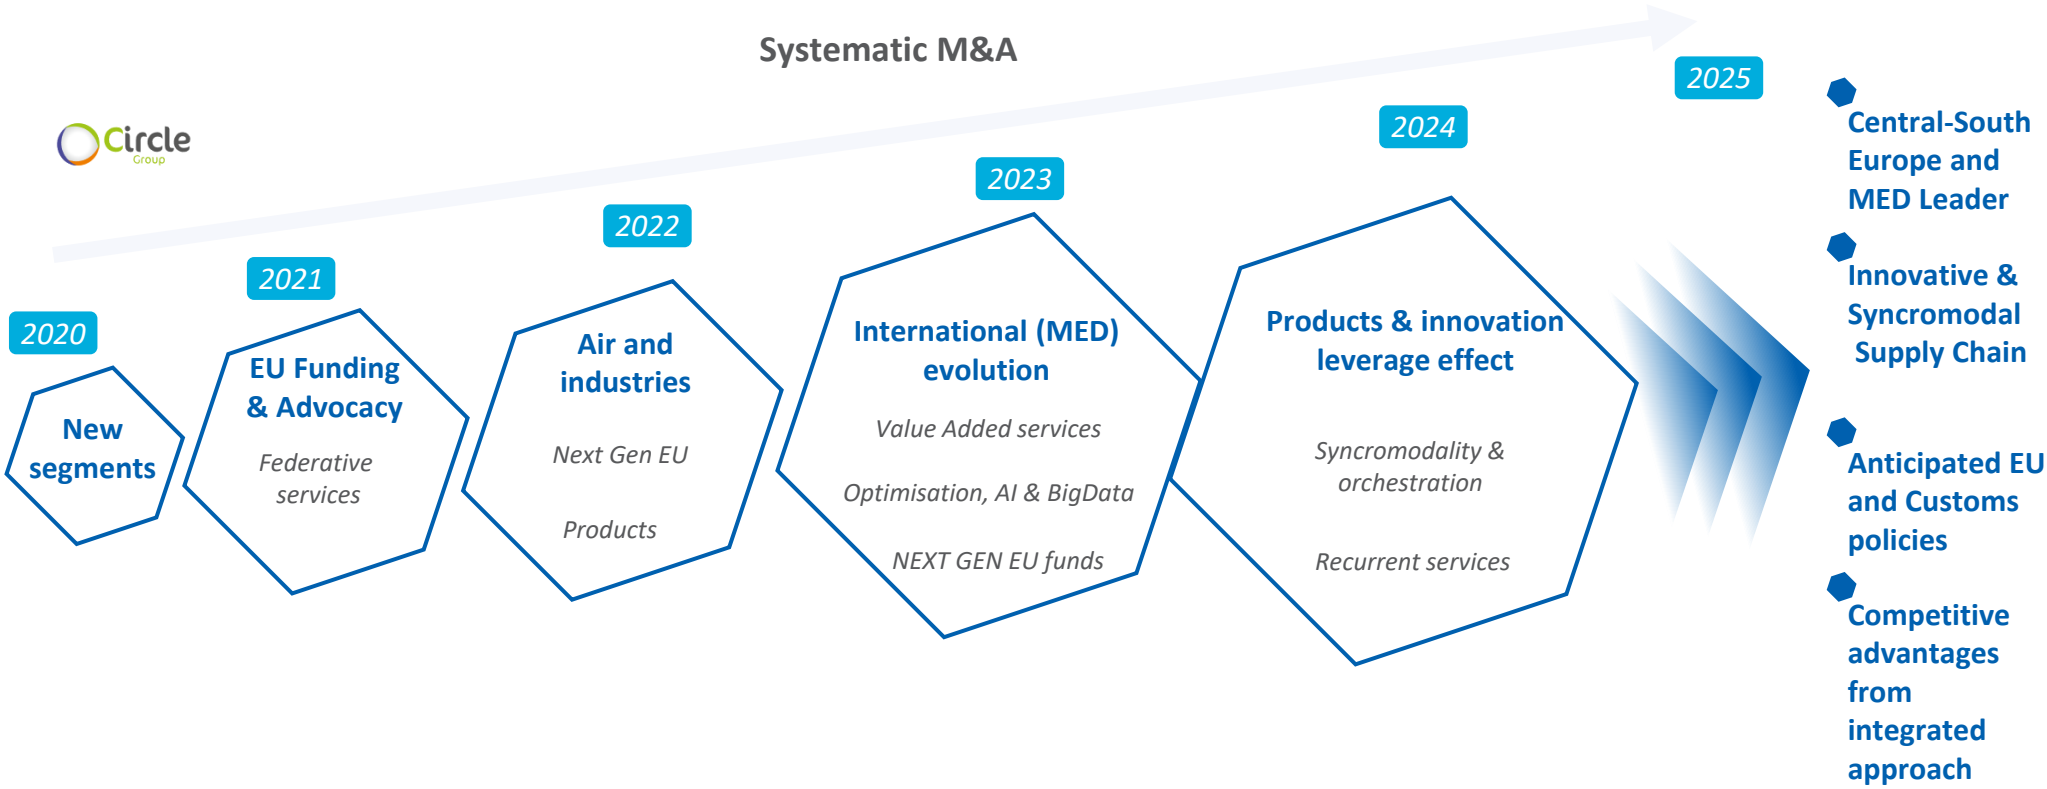 Systematic M&A
Circle
Group
2020
New
segments
2021
EU Funding
& Advocacy
Federative
services
2022
Air and
industries
Next Gen EU
Products
2023
International (MED)
evolution
Value Added services
Optimisation, AI & BigData
NEXT GEN EU funds
2024
Products & innovation
leverage effect
Syncromodality &
orchestration
Recurrent services
2025
Central-South
Europe and
MED Leader
Innovative &
Syncromodal
Supply Chain
Anticipated EU
and Customs
policies
Competitive
advantages
from
integrated
approach